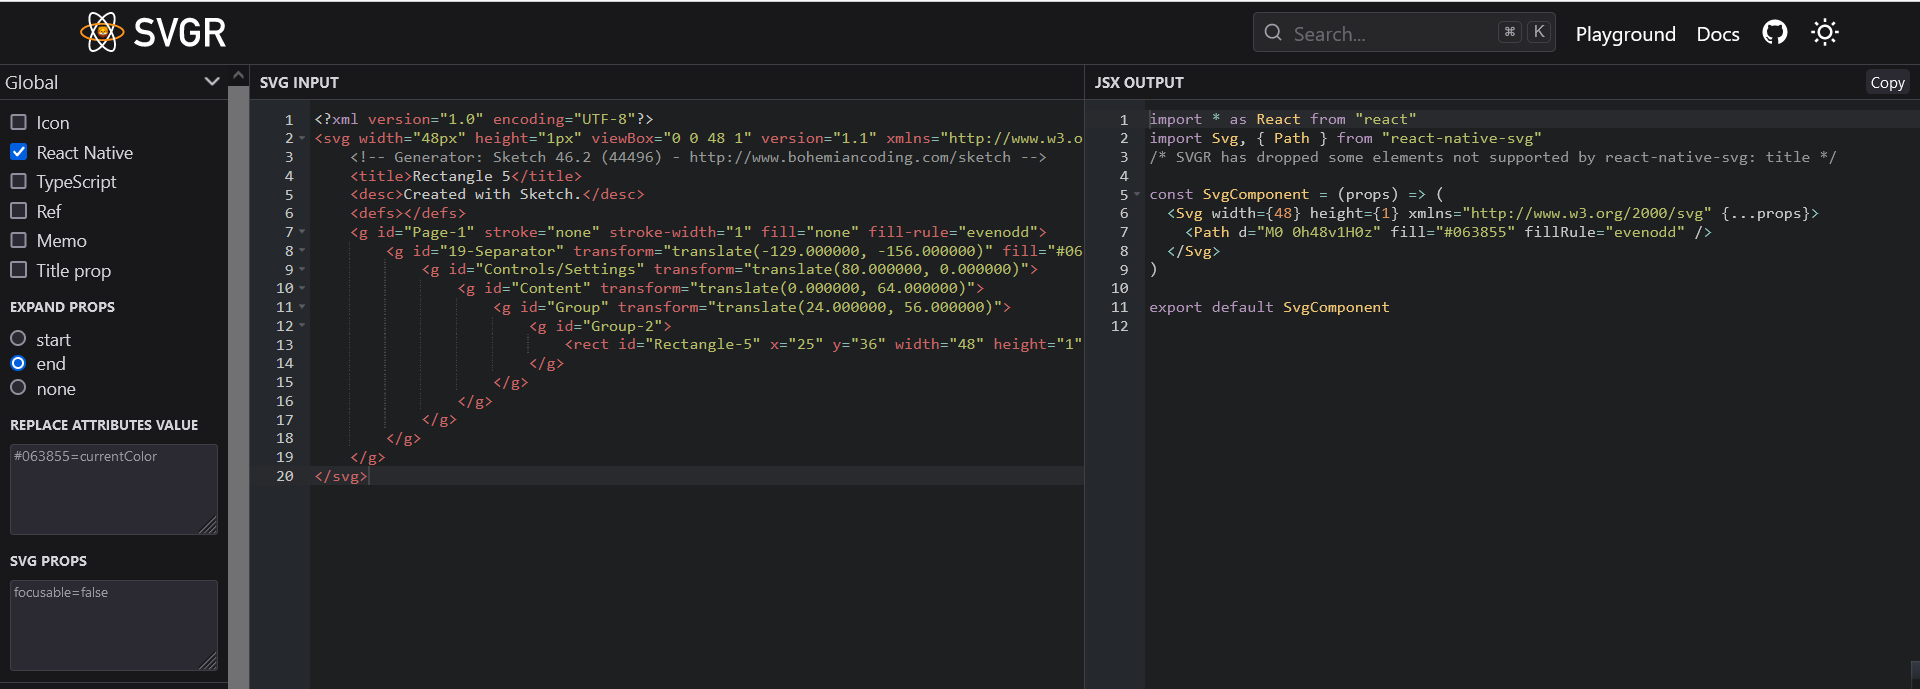 SVGR
Search...
⌘ K
Playground
Docs
Global
Icon
React Native
TypeScript
Ref
Memo
Title prop
EXPAND PROPS
start
end
none
REPLACE ATTRIBUTES VALUE
#063855=currentColor
SVG PROPS
focusable=false
SVG INPUT
1 <?xml version="1.0" encoding="UTF-8"?>
2 <svg width="48px" height="1px" viewBox="0 0 48 1" version="1.1" xmlns="http://www.w3.o
3 <!-- Generator: Sketch 46.2 (44496) - http://www.bohemiancoding.com/sketch -->
4 <title>Rectangle 5</title>
5 <desc>Created with Sketch.</desc>
6 <defs></defs>
7 <g id="Page-1" stroke="none" stroke-width="1" fill="none" fill-rule="evenodd">
8 <g id="19-Separator" transform="translate(-129.000000, -156.000000)" fill="#06
9 <g id="Controls/Settings" transform="translate(80.000000, 0.000000)">
10 <g id="Content" transform="translate(0.000000, 64.000000)">
11 <g id="Group" transform="translate(24.000000, 56.000000)">
12 <g id="Group-2">
13 <rect id="Rectangle-5" x="25" y="36" width="48" height="1"
14 </g>
15 </g>
16 </g>
17 </g>
18 </g>
19 </g>
20 </svg>
JSX OUTPUT
Copy
1 import * as React from "react"
2 import Svg, { Path } from "react-native-svg"
3 /* SVGR has dropped some elements not supported by react-native-svg: title */
4
5 const SvgComponent = (props) => (
6 <Svg width={48} height={1} xmlns="http://www.w3.org/2000/svg" {...props}>
7 <Path d="M0 0h48v1H0z" fill="#063855" fillRule="evenodd" />
8 </Svg>
9 )
10
11 export default SvgComponent
12